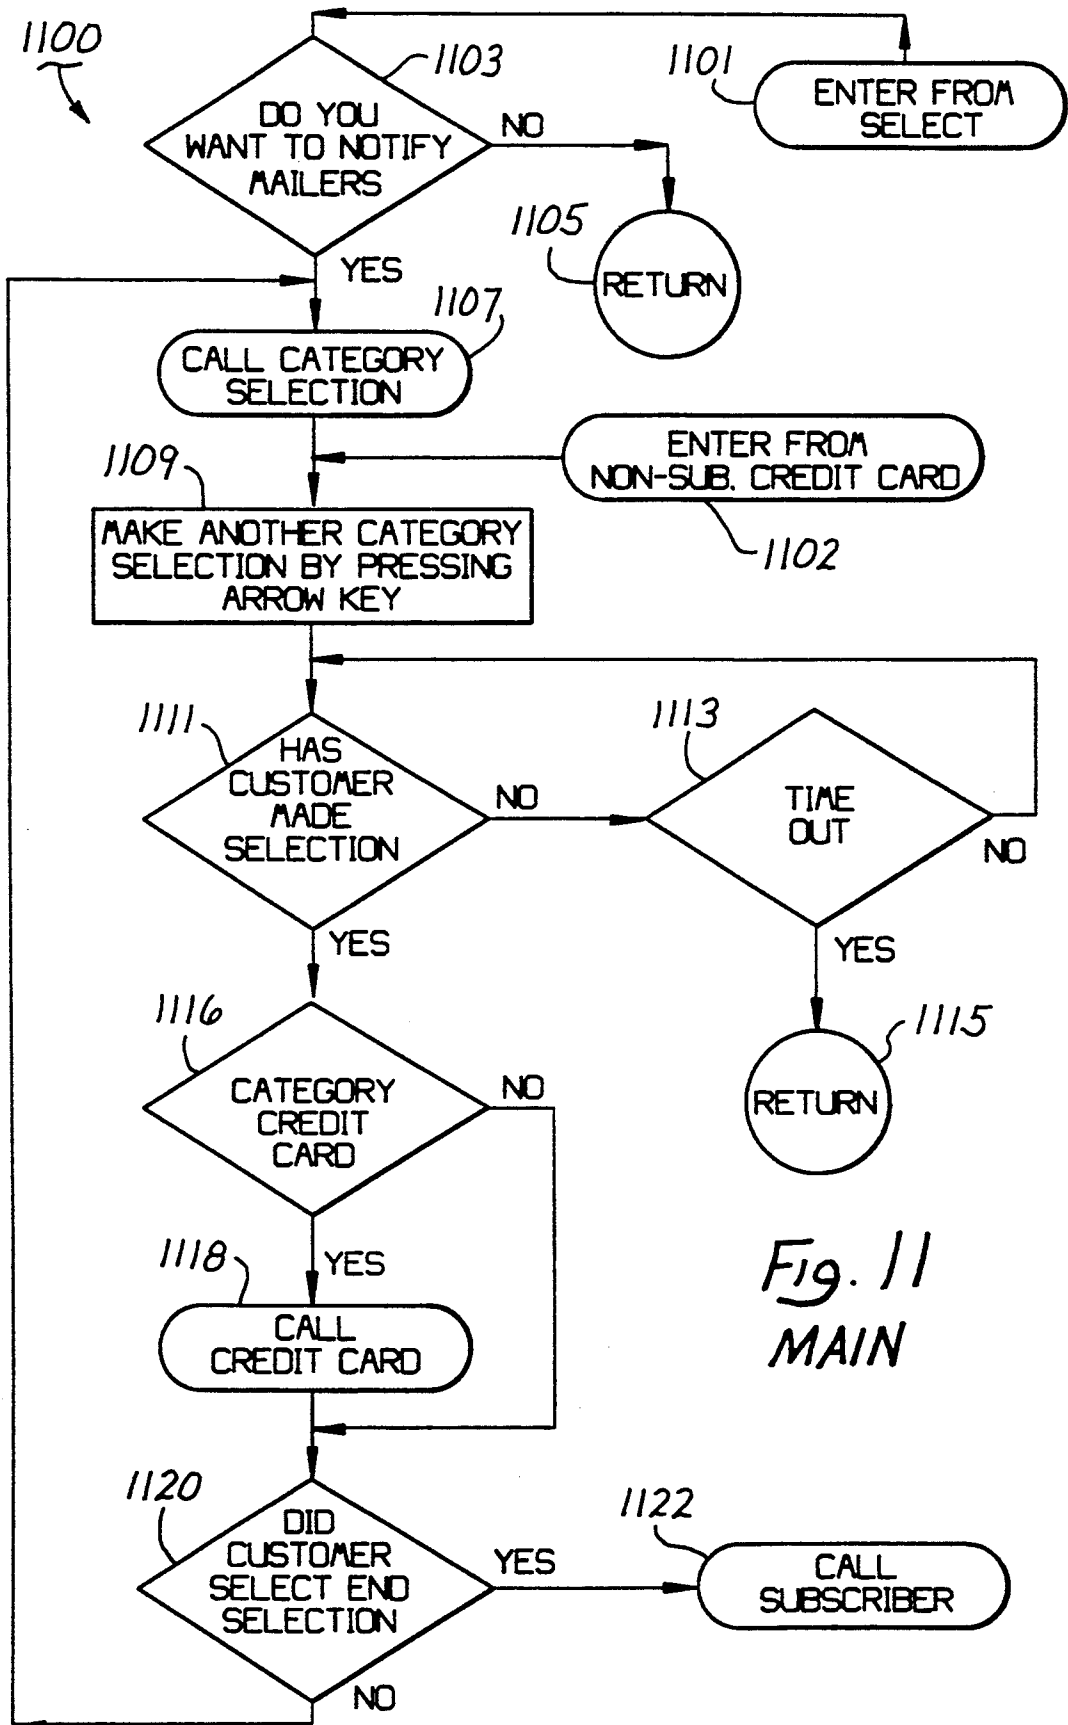 1100
1103
1101
ENTER FROM
SELECT
DO YOU
WANT TO NOTIFY
MAILERS
NO
1105
RETURN
YES
1107
CALL CATEGORY
SELECTION
ENTER FROM
NON-SUB. CREDIT CARD
1102
1109
MAKE ANOTHER CATEGORY
SELECTION BY PRESSING
ARROW KEY
1111
HAS
CUSTOMER
MADE
SELECTION
NO
1113
TIME
OUT
NO
YES
YES
1115
RETURN
1116
CATEGORY
CREDIT
CARD
NO
YES
1118
CALL
CREDIT CARD
Fig. 11
MAIN
1120
DID
CUSTOMER
SELECT END
SELECTION
YES
1122
CALL
SUBSCRIBER
NO